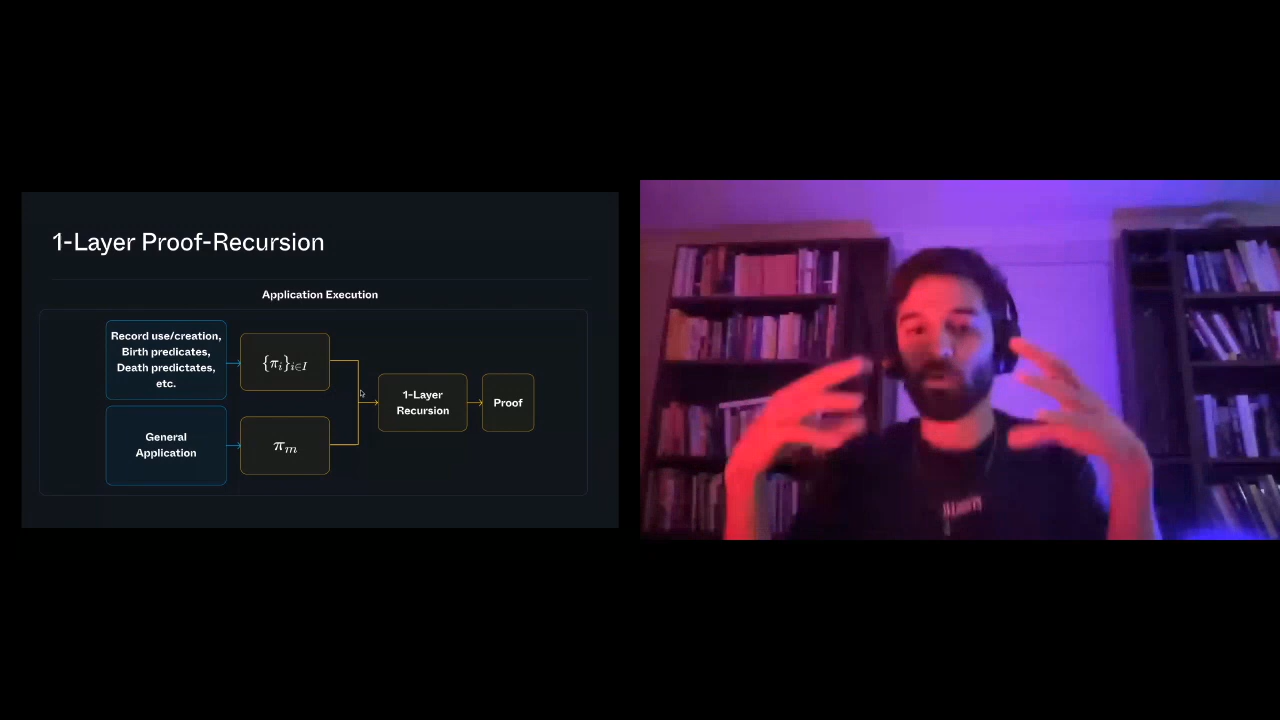 1-Layer Proof-Recursion
Application Execution
Record use/creation,
Birth predicates,
Death predictates,
etc.
{π_i}_{i∈I}
General
Application
π_m
1-Layer
Recursion
Proof